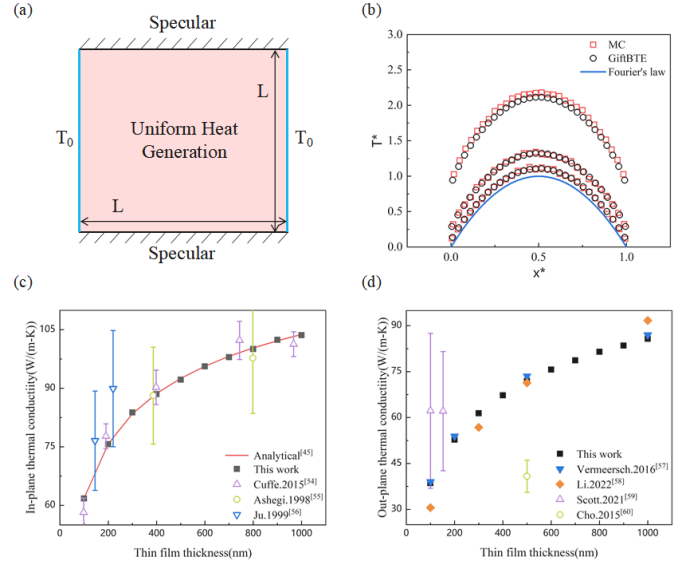 (a)
Specular
T0
L
Uniform Heat
Generation
T0
L
Specular
(b)
MC
GiftBTE
Fourier's law
T*
3.0
2.5
2.0
1.5
1.0
0.5
0.0
0.0
0.5
1.0
x*
(c)
In-plane thermal conductiity(W/(m·K))
105
90
75
60
Analytical[45]
This work
Cuffe.2015[54]
Ashegi.1998[55]
Ju.1999[56]
0
200
400
600
800
1000
Thin film thickness(nm)
(d)
Out-plane thermal conductivity(W/(m·K))
90
75
60
45
30
This work
Vermeersch.2016[57]
Li.2022[58]
Scott.2021[59]
Cho.2015[60]
0
200
400
600
800
1000
Thin film thickness(nm)